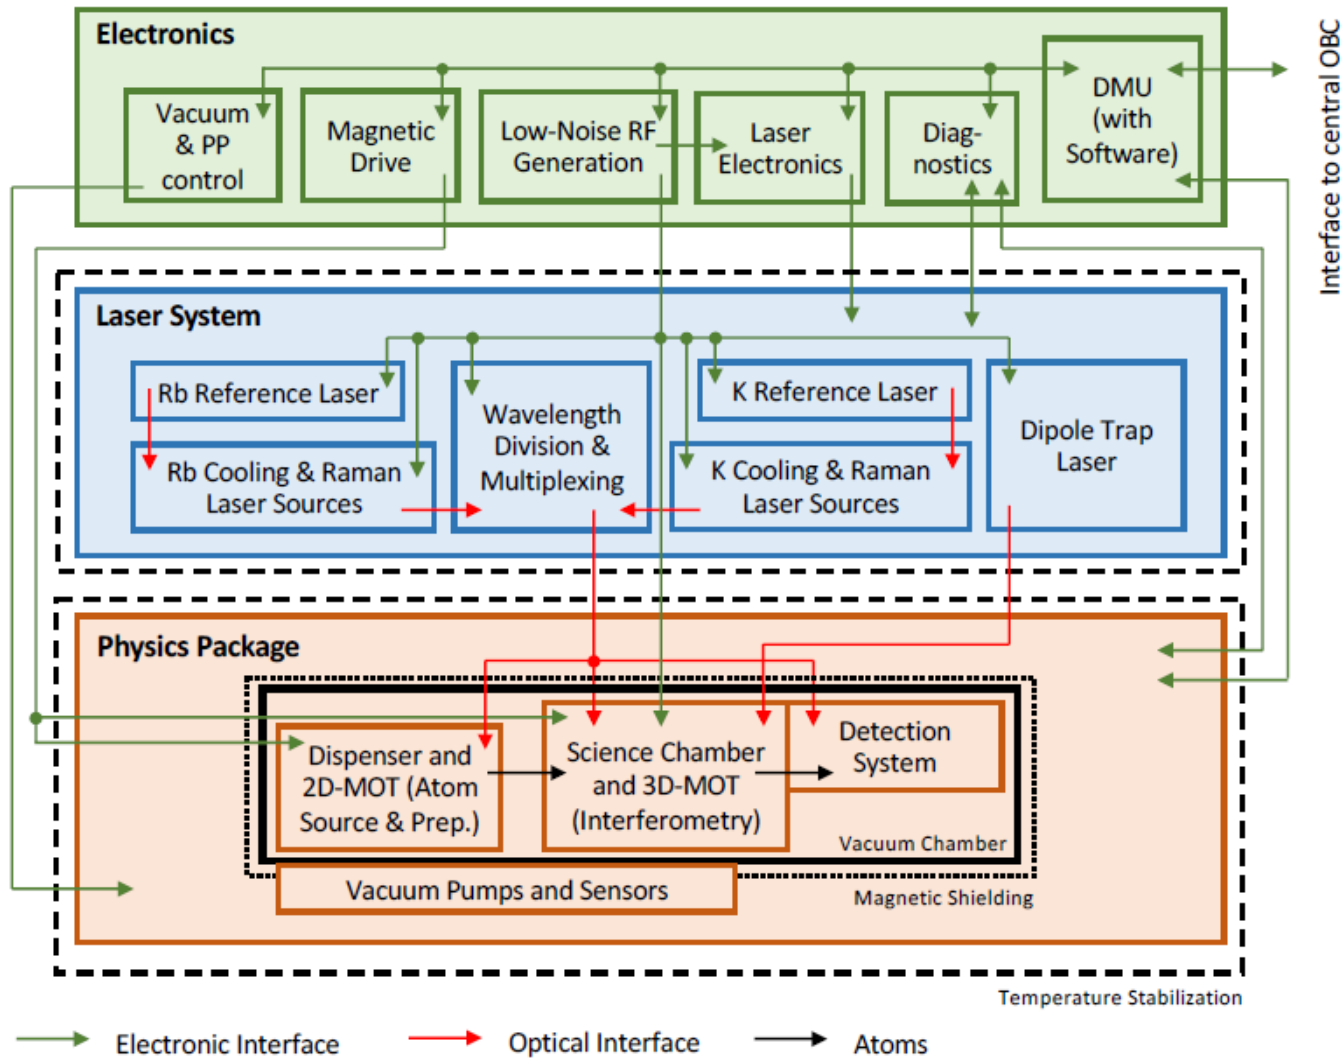 Electronics
Vacuum
& PP
control
Magnetic
Drive
Low-Noise RF
Generation
Laser
Electronics
Diag-
nostics
DMU
(with
Software)
Interface to central OBC
Laser System
Rb Reference Laser
Rb Cooling & Raman
Laser Sources
Wavelength
Division &
Multiplexing
K Reference Laser
K Cooling & Raman
Laser Sources
Dipole Trap
Laser
Physics Package
Dispenser and
2D-MOT (Atom
Source & Prep.)
Science Chamber
and 3D-MOT
(Interferometry)
Detection
System
Vacuum Chamber
Vacuum Pumps and Sensors
Magnetic Shielding
Temperature Stabilization
Electronic Interface
Optical Interface
Atoms